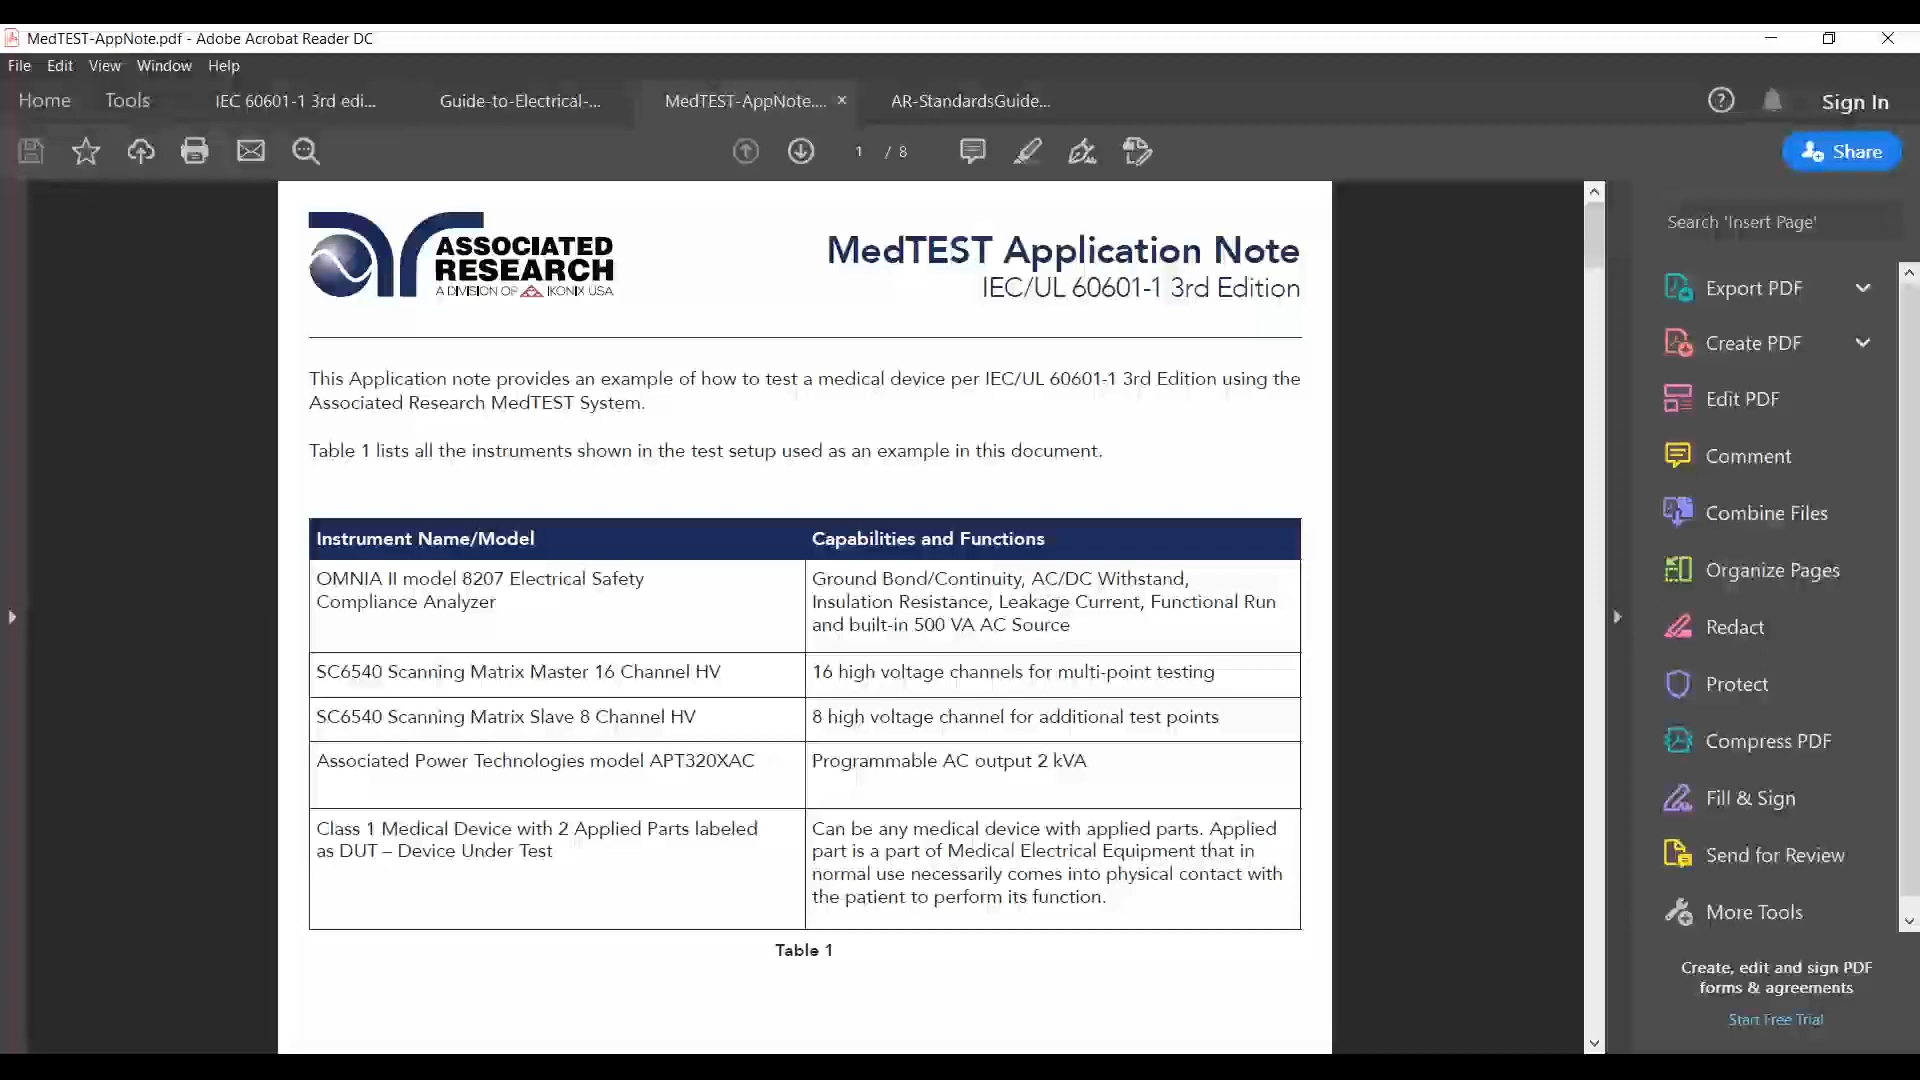 MedTEST-AppNote.pdf - Adobe Acrobat Reader DC
File Edit View Window Help
Home Tools IEC 60601-1 3rd edi... Guide-to-Electrical-... MedTEST-AppNote.... × AR-StandardsGuide... ? Sign In
1 / 8 Share
ASSOCIATED
RESEARCH
A DIVISION OF IKONIX USA
MedTEST Application Note
IEC/UL 60601-1 3rd Edition
This Application note provides an example of how to test a medical device per IEC/UL 60601-1 3rd Edition using the
Associated Research MedTEST System.
Table 1 lists all the instruments shown in the test setup used as an example in this document.
Instrument Name/Model Capabilities and Functions
OMNIA II model 8207 Electrical Safety
Compliance Analyzer
Ground Bond/Continuity, AC/DC Withstand,
Insulation Resistance, Leakage Current, Functional Run
and built-in 500 VA AC Source
SC6540 Scanning Matrix Master 16 Channel HV
16 high voltage channels for multi-point testing
SC6540 Scanning Matrix Slave 8 Channel HV
8 high voltage channel for additional test points
Associated Power Technologies model APT320XAC
Programmable AC output 2 kVA
Class 1 Medical Device with 2 Applied Parts labeled
as DUT – Device Under Test
Can be any medical device with applied parts. Applied
part is a part of Medical Electrical Equipment that in
normal use necessarily comes into physical contact with
the patient to perform its function.
Table 1
Search 'Insert Page'
Export PDF
Create PDF
Edit PDF
Comment
Combine Files
Organize Pages
Redact
Protect
Compress PDF
Fill & Sign
Send for Review
More Tools
Create, edit and sign PDF
forms & agreements
Start Free Trial